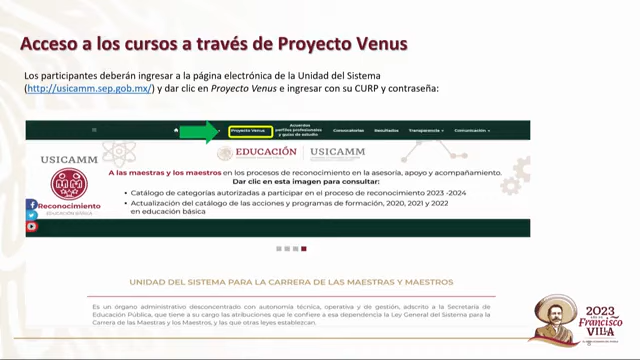 Acceso a los cursos a través de Proyecto Venus
Los participantes deberán ingresar a la página electrónica de la Unidad del Sistema
(http://usicamm.sep.gob.mx/) y dar clic en Proyecto Venus e ingresar con su CURP y contraseña:
Proyecto Venus
Acuerdos
perfiles profesionales
y guías de estudio
Convocatorias
Resultados
Transparencia
Comunicación
EDUCACIÓN
USICAMM
USICAMM
Reconocimiento
EDUCACIÓN BÁSICA
A las maestras y los maestros en los procesos de reconocimiento en la asesoría, apoyo y acompañamiento.
Dar clic en esta imagen para consultar:
• Catálogo de categorías autorizadas a participar en el proceso de reconocimiento 2023 -2024
• Actualización del catálogo de las acciones y programas de formación, 2020, 2021 y 2022
en educación básica
UNIDAD DEL SISTEMA PARA LA CARRERA DE LAS MAESTRAS Y MAESTROS
Es un órgano administrativo desconcentrado con autonomía técnica, operativa y de gestión, adscrito a la Secretaría de
Educación Pública, que tiene a su cargo las atribuciones que le confiere a esa dependencia la Ley General del Sistema para la
Carrera de las Maestras y los Maestros, y las que otras leyes establezcan.
2023
Francisco
VILLA